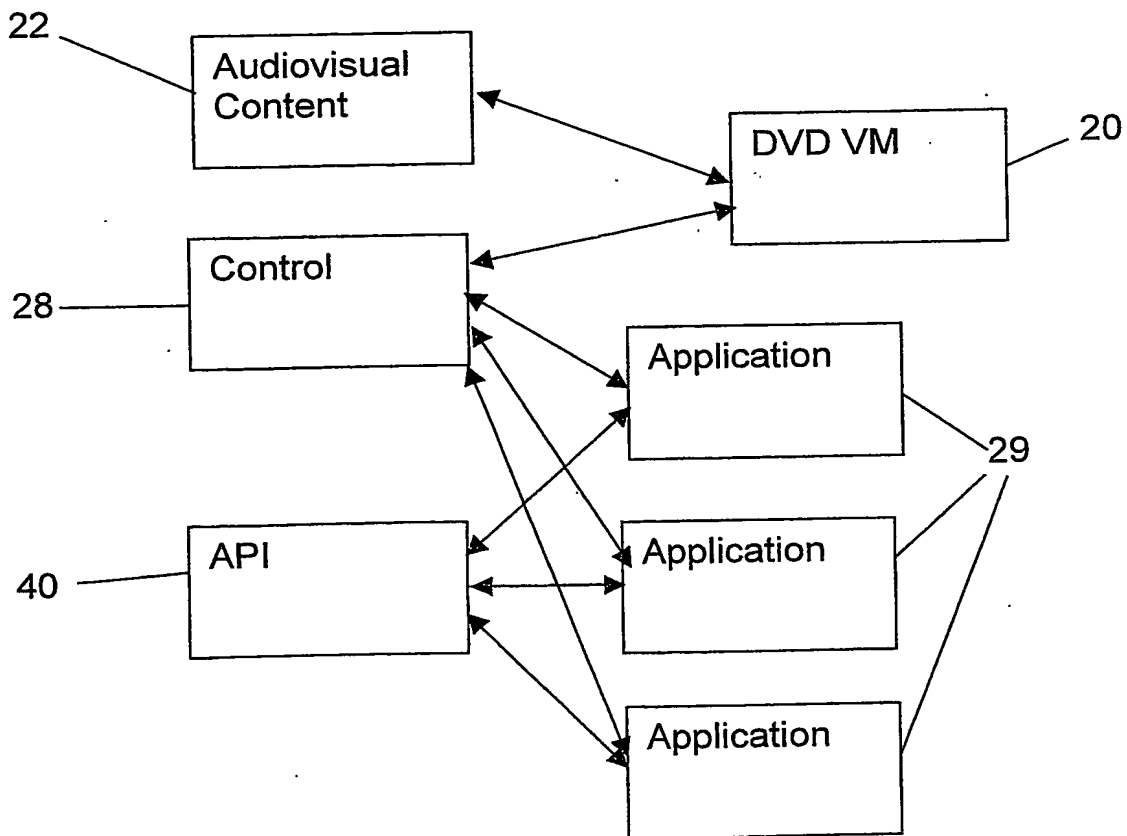 22
Audiovisual
Content
DVD VM
20
Control
28
Application
29
API
40
Application
Application